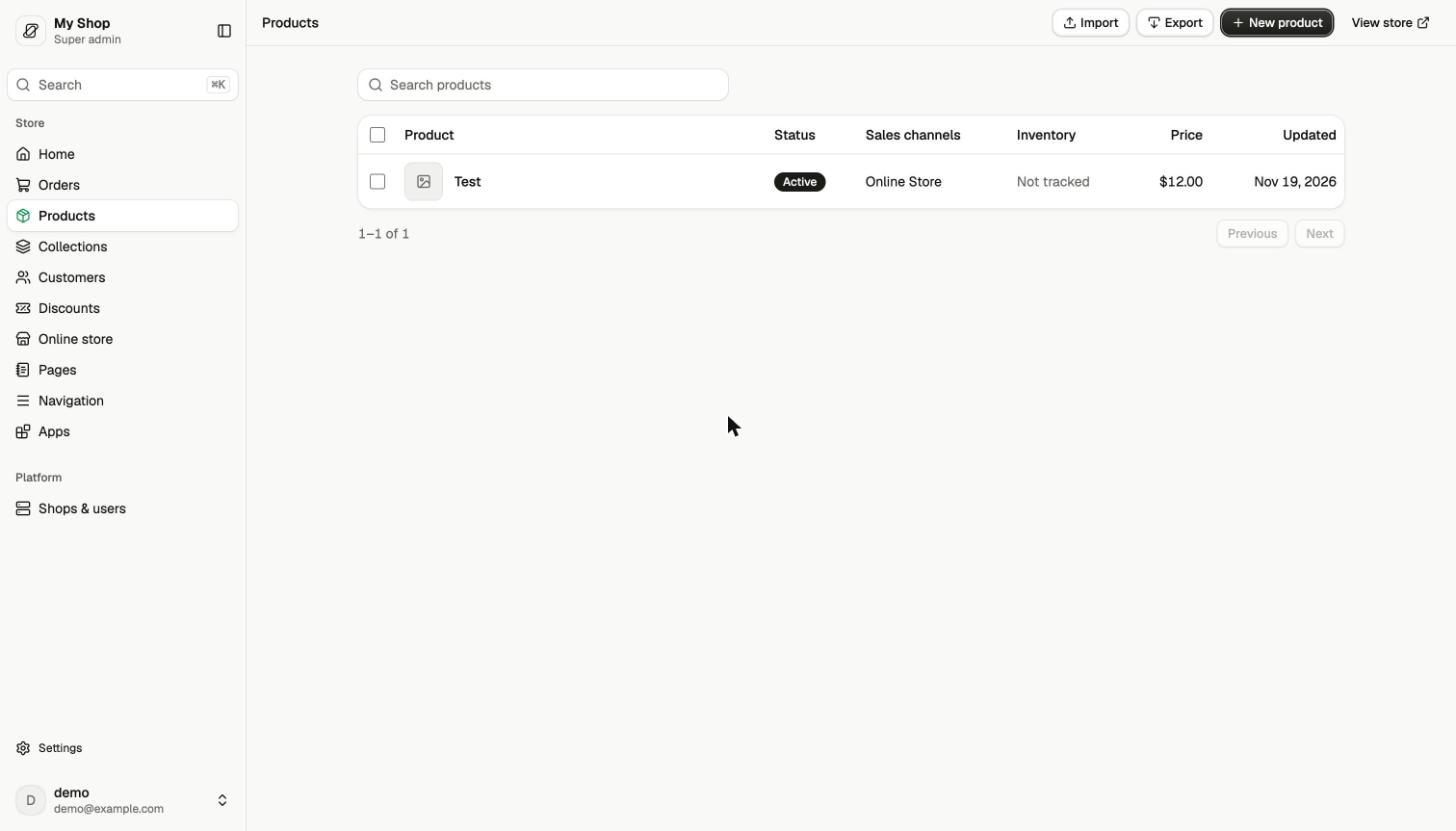 My Shop
Super admin
Search ⌘K
Store
Home
Orders
Products
Collections
Customers
Discounts
Online store
Pages
Navigation
Apps
Platform
Shops & users
Settings
D
demo
demo@example.com
Products
Import
Export
New product
View store
Search products
Product Status Sales channels Inventory Price Updated
Test Active Online Store Not tracked $12.00 Nov 19, 2026
1–1 of 1
Previous
Next